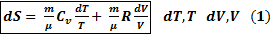 dS = m/μ C_v dT/T + m/μ R dV/V   dT,T   dV,V   (1)